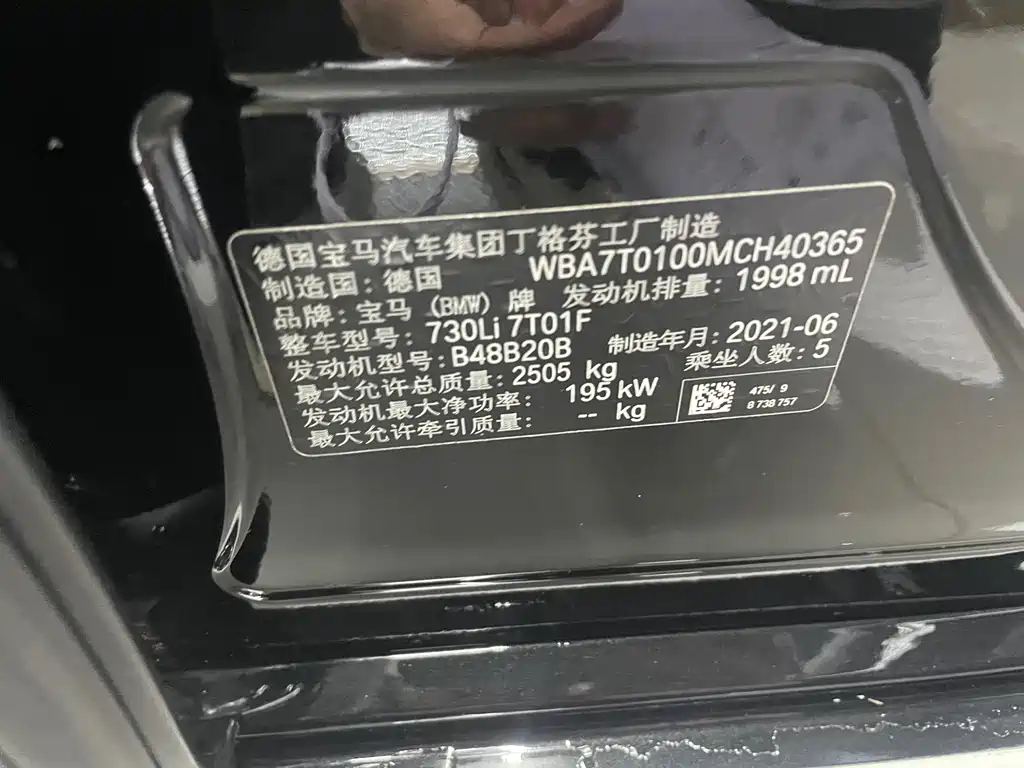 德国宝马汽车集团丁格芬工厂制造
制造国：德国 WBA7T0100MCH40365
品牌：宝马 (BMW) 牌 发动机排量：1998 mL
整车型号：730Li 7T01F
发动机型号：B48B20B 制造年月：2021-06
最大允许总质量：2505 kg 乘坐人数：5
发动机最大净功率： 195 kW
最大允许牵引质量： -- kg
475/ 9
8 738 757